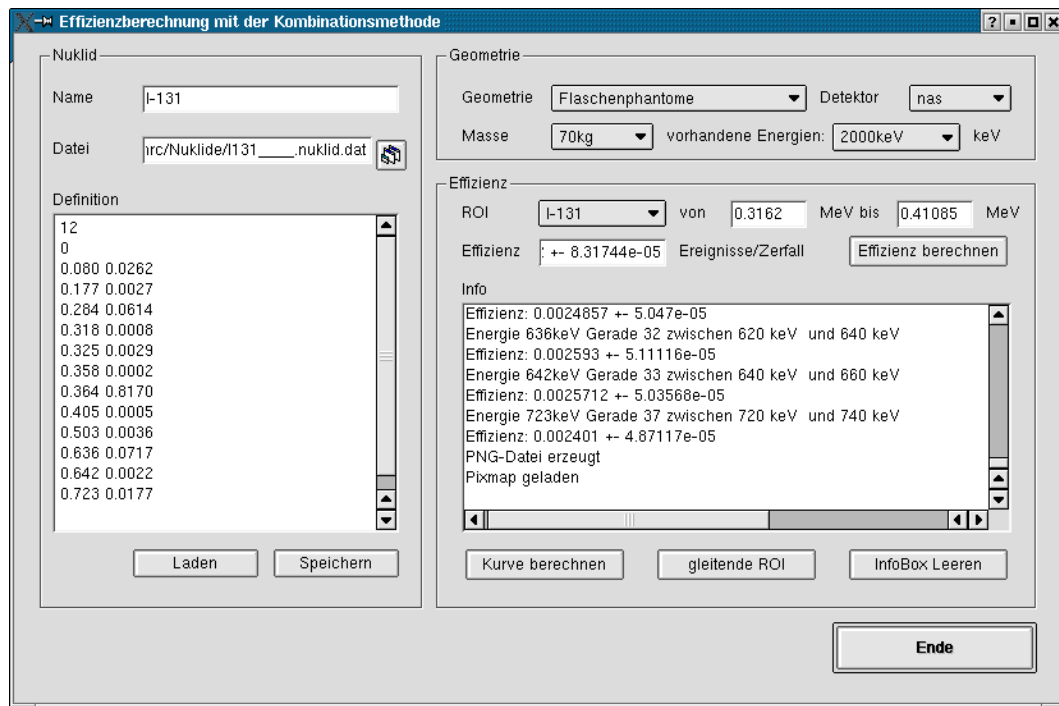 Effizienzberechnung mit der Kombinationsmethode
Nuklid
Name I-131
Datei nrc/Nuklide/I131____.nuklid.dat
Definition
12
0
0.080 0.0262
0.177 0.0027
0.284 0.0614
0.318 0.0008
0.325 0.0029
0.358 0.0002
0.364 0.8170
0.405 0.0005
0.503 0.0036
0.636 0.0717
0.642 0.0022
0.723 0.0177
Laden Speichern
Geometrie
Geometrie Flaschenphantome Detektor nas
Masse 70kg vorhandene Energien: 2000keV keV
Effizienz
ROI I-131 von 0.3162 MeV bis 0.41085 MeV
Effizienz +- 8.31744e-05 Ereignisse/Zerfall Effizienz berechnen
Info
Effizienz: 0.0024857 +- 5.047e-05
Energie 636keV Gerade 32 zwischen 620 keV und 640 keV
Effizienz: 0.002593 +- 5.11116e-05
Energie 642keV Gerade 33 zwischen 640 keV und 660 keV
Effizienz: 0.0025712 +- 5.03568e-05
Energie 723keV Gerade 37 zwischen 720 keV und 740 keV
Effizienz: 0.002401 +- 4.87117e-05
PNG-Datei erzeugt
Pixmap geladen
Kurve berechnen gleitende ROI InfoBox Leeren
Ende